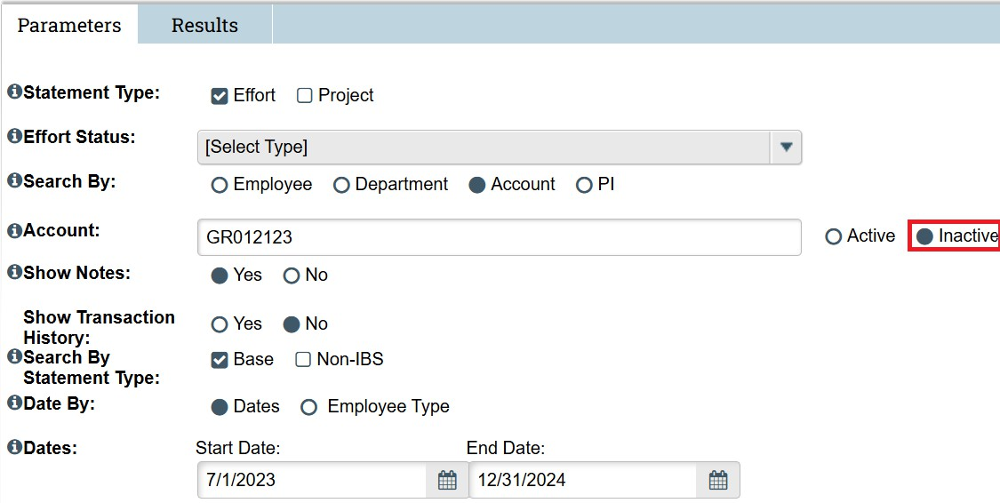 Parameters Results
Statement Type: Effort Project
Effort Status: [Select Type]
Search By: Employee Department Account PI
Account: GR012123 Active Inactive
Show Notes: Yes No
Show Transaction
History: Yes No
Search By
Statement Type: Base Non-IBS
Date By: Dates Employee Type
Dates: Start Date: End Date:
7/1/2023 12/31/2024